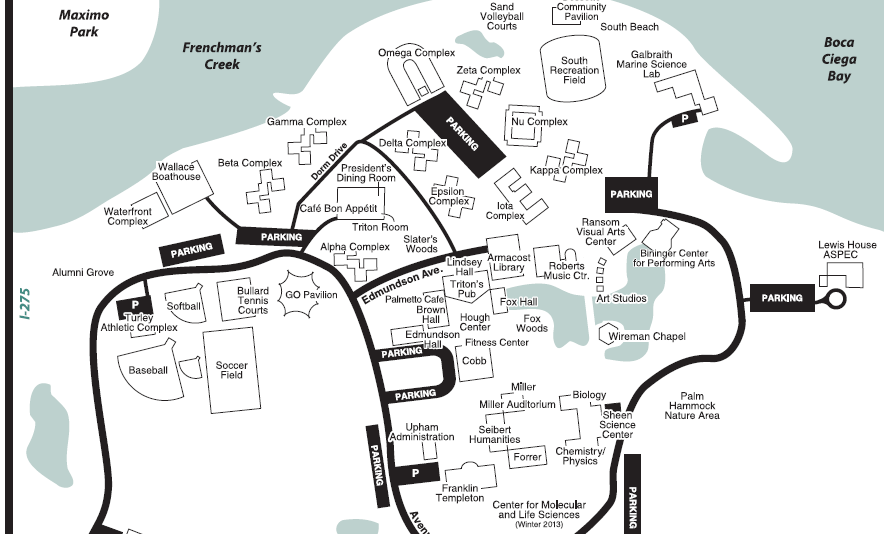 Maximo
Park
Frenchman's
Creek
Sand
Volleyball
Courts
Community
Pavilion
South Beach
Boca
Ciega
Bay
Omega Complex
Zeta Complex
South
Recreation
Field
Galbraith
Marine Science
Lab
P
Gamma Complex
PARKING
Nu Complex
Delta Complex
Dorm Drive
Beta Complex
Wallace
Boathouse
President's
Dining Room
Kappa Complex
Epsilon
Complex
PARKING
Café Bon Appétit
Iota
Complex
Waterfront
Complex
Triton Room
Ransom
Visual Arts
Center
PARKING
PARKING
Alpha Complex
Slater's
Woods
Armacost
Library
Bininger Center
for Performing Arts
Lewis House
ASPEC
Lindsey
Hall
Roberts
Music Ctr.
Alumni Grove
Edmundson Ave.
Triton's
Pub
I-275
P
Softball
Bullard
Tennis
Courts
GO Pavilion
Palmetto Cafe
Brown
Hall
Fox Hall
Art Studios
PARKING
Turley
Athletic Complex
Hough
Center
Fox
Woods
Edmundson
Hall
Fitness Center
Wireman Chapel
PARKING
Cobb
Baseball
Soccer
Field
PARKING
Miller
Miller Auditorium
Biology
Palm
Hammock
Nature Area
Upham
Administration
Seibert
Humanities
Sheen
Science
Center
PARKING
Forrer
Chemistry/
Physics
P
Franklin
Templeton
PARKING
Center for Molecular
and Life Sciences
(Winter 2013)